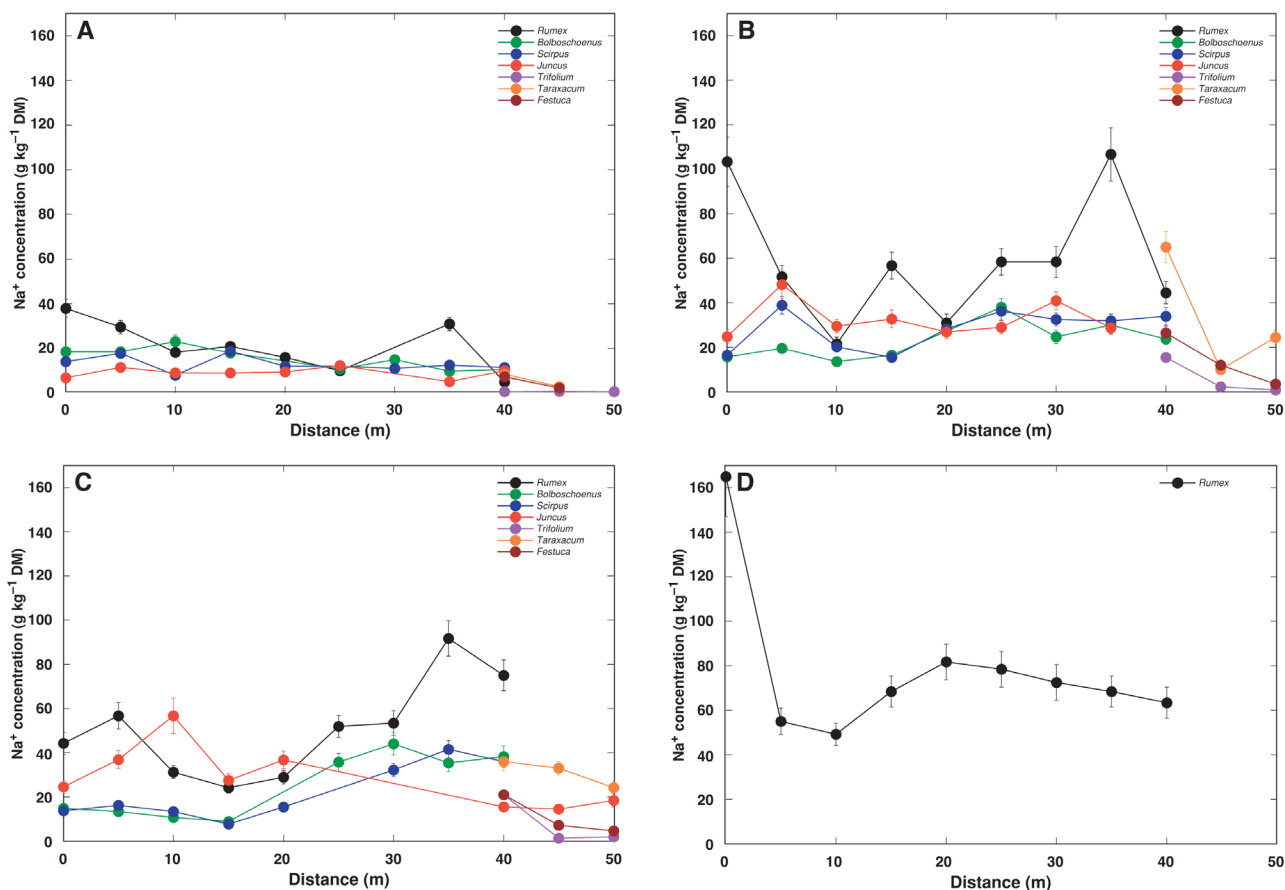 A
Na⁺ concentration (g kg⁻¹ DM)
160
140
120
100
80
60
40
20
0
0 10 20 30 40 50
Distance (m)
Rumex
Bolboschoenus
Scirpus
Juncus
Trifolium
Taraxacum
Festuca
B
Na⁺ concentration (g kg⁻¹ DM)
160
140
120
100
80
60
40
20
0
0 10 20 30 40 50
Distance (m)
Rumex
Bolboschoenus
Scirpus
Juncus
Trifolium
Taraxacum
Festuca
C
Na⁺ concentration (g kg⁻¹ DM)
160
140
120
100
80
60
40
20
0
0 10 20 30 40 50
Distance (m)
Rumex
Bolboschoenus
Scirpus
Juncus
Trifolium
Taraxacum
Festuca
D
Na⁺ concentration (g kg⁻¹ DM)
160
140
120
100
80
60
40
20
0
0 10 20 30 40 50
Distance (m)
Rumex